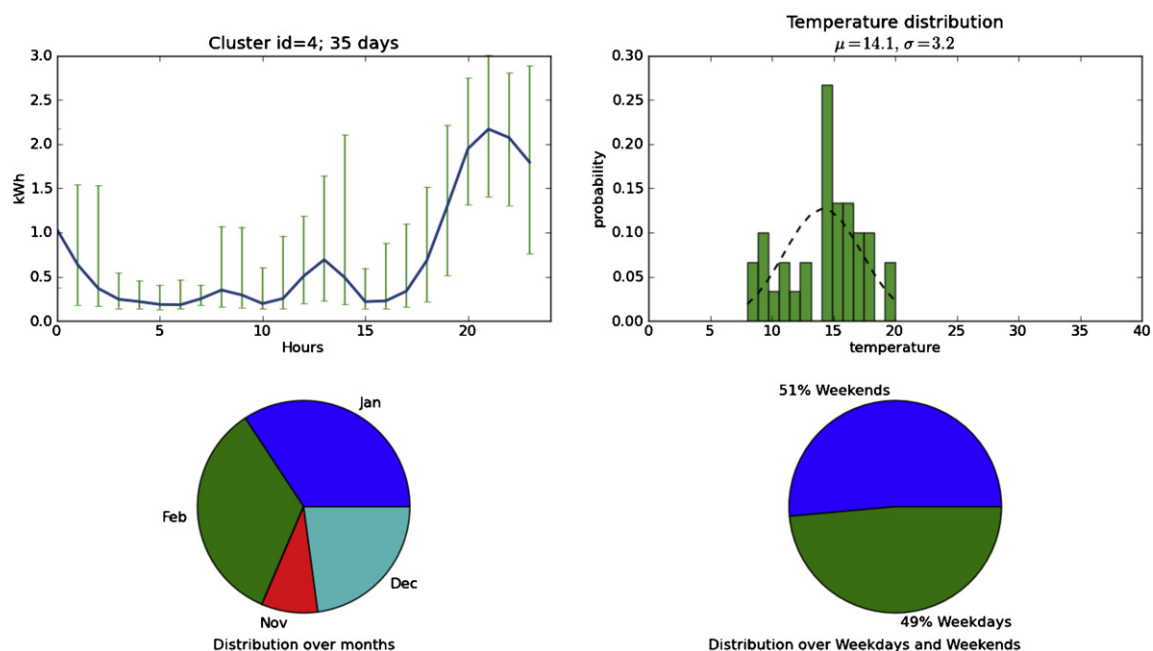 Cluster id=4; 35 days
3.0
2.5
2.0
1.5
1.0
0.5
0.0
kWh
0 5 10 15 20
Hours
Temperature distribution
μ=14.1, σ=3.2
0.30
0.25
0.20
0.15
0.10
0.05
0.00
probability
0 5 10 15 20 25 30 35 40
temperature
Jan
Feb
Nov
Dec
Distribution over months
51% Weekends
49% Weekdays
Distribution over Weekdays and Weekends